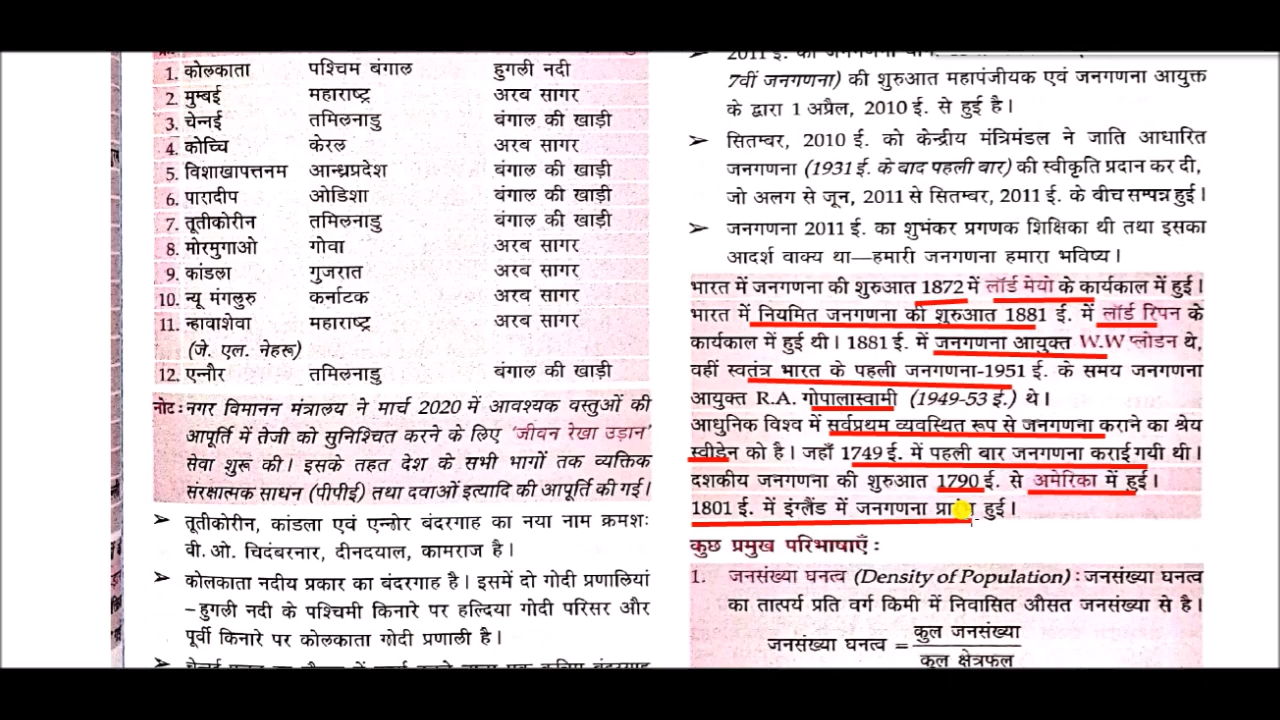 1. कोलकाता पश्चिम बंगाल हुगली नदी
2. मुम्बई महाराष्ट्र अरब सागर
3. चेन्नई तमिलनाडु बंगाल की खाड़ी
4. कोच्चि केरल अरब सागर
5. विशाखापत्तनम आन्ध्रप्रदेश बंगाल की खाड़ी
6. पारादीप ओडिशा बंगाल की खाड़ी
7. तूतीकोरीन तमिलनाडु बंगाल की खाड़ी
8. मोरमुगाओ गोवा अरब सागर
9. कांडला गुजरात अरब सागर
10. न्यू मंगलुरु कर्नाटक अरब सागर
11. न्हावाशेवा महाराष्ट्र अरब सागर
(जे. एल. नेहरू)
12. एन्नौर तमिलनाडु बंगाल की खाड़ी
नोट: नगर विमानन मंत्रालय ने मार्च 2020 में आवश्यक वस्तुओं की
आपूर्ति में तेजी को सुनिश्चित करने के लिए 'जीवन रेखा उड़ान'
सेवा शुरू की। इसके तहत देश के सभी भागों तक व्यक्तिक
संरक्षात्मक साधन (पीपीई) तथा दवाओं इत्यादि की आपूर्ति की गई।
➢ तूतीकोरीन, कांडला एवं एन्नोर बंदरगाह का नया नाम क्रमशः
वी. ओ. चिदंबरनार, दीनदयाल, कामराज है।
➢ कोलकाता नदीय प्रकार का बंदरगाह है। इसमें दो गोदी प्रणालियां
–हुगली नदी के पश्चिमी किनारे पर हल्दिया गोदी परिसर और
पूर्वी किनारे पर कोलकाता गोदी प्रणाली है।
➢
➢ 2011 ई. की जनगणना
7वीं जनगणना) की शुरुआत महापंजीयक एवं जनगणना आयुक्त
के द्वारा 1 अप्रैल, 2010 ई. से हुई है।
➢ सितम्बर, 2010 ई. को केन्द्रीय मंत्रिमंडल ने जाति आधारित
जनगणना (1931 ई. के बाद पहली बार) की स्वीकृति प्रदान कर दी,
जो अलग से जून, 2011 से सितम्बर, 2011 ई. के बीच सम्पन्न हुई।
➢ जनगणना 2011 ई. का शुभंकर प्रगणक शिक्षिका थी तथा इसका
आदर्श वाक्य था—हमारी जनगणना हमारा भविष्य।
भारत में जनगणना की शुरुआत 1872 में लॉर्ड मेयो के कार्यकाल में हुई।
भारत में नियमित जनगणना की शुरुआत 1881 ई. में लॉर्ड रिपन के
कार्यकाल में हुई थी। 1881 ई. में जनगणना आयुक्त W.W प्लोडन थे,
वहीं स्वतंत्र भारत के पहली जनगणना-1951 ई. के समय जनगणना
आयुक्त R.A. गोपालास्वामी (1949-53 ई.) थे।
आधुनिक विश्व में सर्वप्रथम व्यवस्थित रूप से जनगणना कराने का श्रेय
स्वीडेन को है। जहाँ 1749 ई. में पहली बार जनगणना कराई गयी थी।
दशकीय जनगणना की शुरुआत 1790 ई. से अमेरिका में हुई।
1801 ई. में इंग्लैंड में जनगणना हुई।
कुछ प्रमुख परिभाषाएँ :
1. जनसंख्या घनत्व (Density of Population) : जनसंख्या घनत्व
का तात्पर्य प्रति वर्ग किमी में निवासित औसत जनसंख्या से है।
जनसंख्या घनत्व = कुल जनसंख्या
कुल क्षेत्रफल